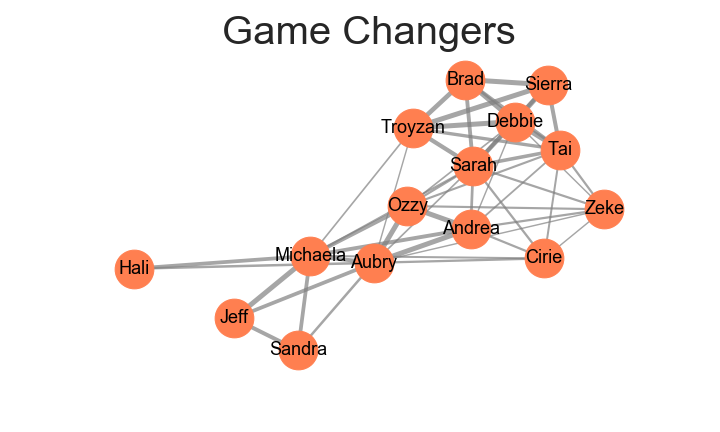 Game Changers
Brad
Sierra
Debbie
Troyzan
Tai
Sarah
Ozzy
Zeke
Andrea
Michaela
Aubry
Cirie
Hali
Jeff
Sandra